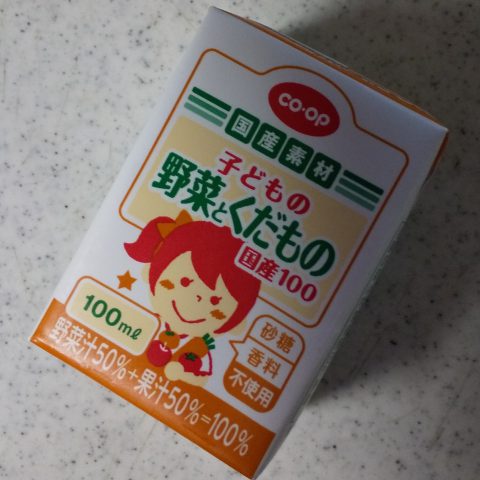 CO・OP
国産素材
子どもの
野菜とくだもの
国産100
100ml
砂糖
香料
不使用
野菜汁50%+果汁50%=100%